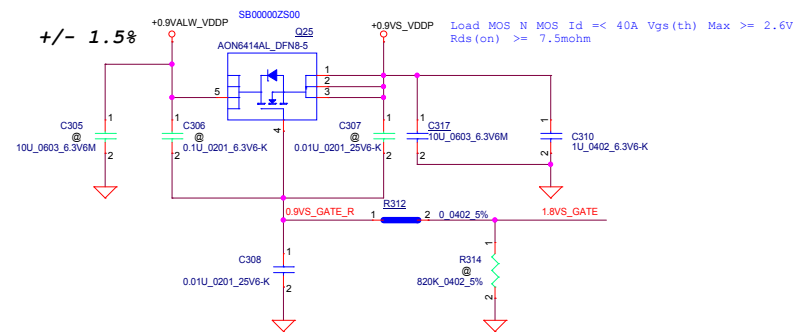 SB00000ZS00
+0.9VALW_VDDP
Q25
+0.9VS_VDDP
Load MOS N MOS Id =< 40A Vgs(th) Max >= 2.6V
Rds(on) >= 7.5mohm
+/- 1.5%
AON6414AL_DFN8-5
1
2
3
5
4
C305
@
10U_0603_6.3V6M
1
2
C306
@
0.1U_0201_6.3V6-K
1
2
C307
@
0.01U_0201_25V6-K
1
2
C317
10U_0603_6.3V6M
1
2
C310
1U_0402_6.3V6-K
1
2
0.9VS_GATE_R
R312
1
2
0_0402_5%
1.8VS_GATE
C308
0.01U_0201_25V6-K
1
2
R314
@
820K_0402_5%
1
2